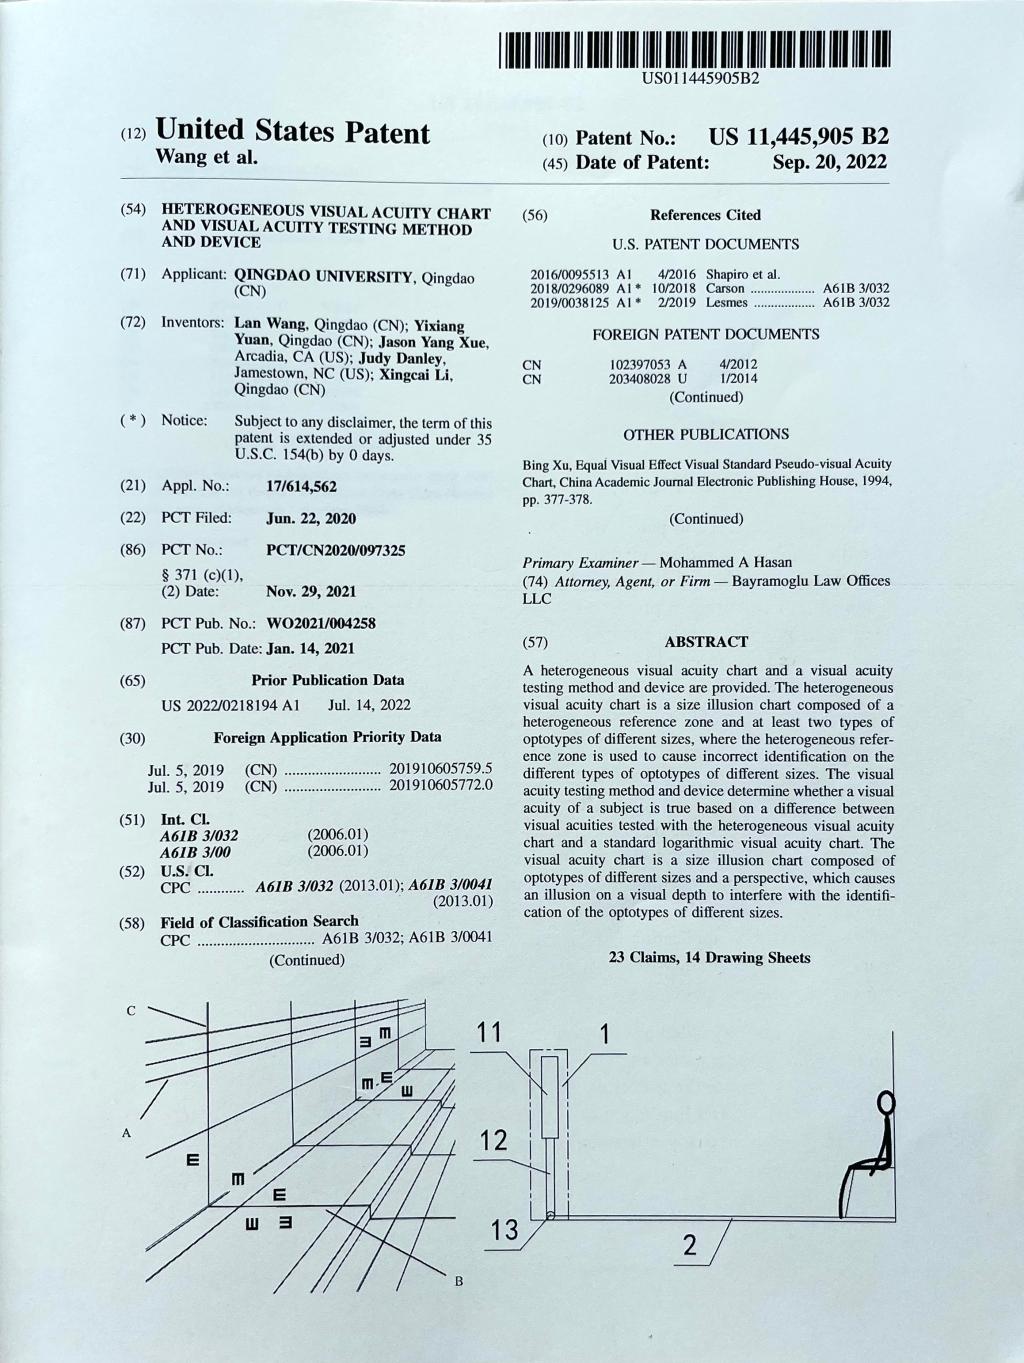 US011445905B2
(12) United States Patent
Wang et al.
(10) Patent No.: US 11,445,905 B2
(45) Date of Patent: Sep. 20, 2022
(54) HETEROGENEOUS VISUAL ACUITY CHART
AND VISUAL ACUITY TESTING METHOD
AND DEVICE
(71) Applicant: QINGDAO UNIVERSITY, Qingdao
(CN)
(72) Inventors: Lan Wang, Qingdao (CN); Yixiang
Yuan, Qingdao (CN); Jason Yang Xue,
Arcadia, CA (US); Judy Danley,
Jamestown, NC (US); Xingcai Li,
Qingdao (CN)
( * ) Notice: Subject to any disclaimer, the term of this
patent is extended or adjusted under 35
U.S.C. 154(b) by 0 days.
(21) Appl. No.: 17/614,562
(22) PCT Filed: Jun. 22, 2020
(86) PCT No.: PCT/CN2020/097325
§ 371 (c)(1),
(2) Date: Nov. 29, 2021
(87) PCT Pub. No.: WO2021/004258
PCT Pub. Date: Jan. 14, 2021
(65) Prior Publication Data
US 2022/0218194 A1 Jul. 14, 2022
(30) Foreign Application Priority Data
Jul. 5, 2019 (CN) ......................... 201910605759.5
Jul. 5, 2019 (CN) ......................... 201910605772.0
(51) Int. Cl.
A61B 3/032 (2006.01)
A61B 3/00 (2006.01)
(52) U.S. Cl.
CPC ............ A61B 3/032 (2013.01); A61B 3/0041
(2013.01)
(58) Field of Classification Search
CPC .............................. A61B 3/032; A61B 3/0041
(Continued)
(56) References Cited
U.S. PATENT DOCUMENTS
2016/0095513 A1 4/2016 Shapiro et al.
2018/0296089 A1 * 10/2018 Carson .................. A61B 3/032
2019/0038125 A1 * 2/2019 Lesmes ................. A61B 3/032
FOREIGN PATENT DOCUMENTS
CN 102397053 A 4/2012
CN 203408028 U 1/2014
(Continued)
OTHER PUBLICATIONS
Bing Xu, Equal Visual Effect Visual Standard Pseudo-visual Acuity
Chart, China Academic Journal Electronic Publishing House, 1994,
pp. 377-378.
(Continued)
Primary Examiner — Mohammed A Hasan
(74) Attorney, Agent, or Firm — Bayramoglu Law Offices
LLC
(57) ABSTRACT
A heterogeneous visual acuity chart and a visual acuity
testing method and device are provided. The heterogeneous
visual acuity chart is a size illusion chart composed of a
heterogeneous reference zone and at least two types of
optotypes of different sizes, where the heterogeneous refer-
ence zone is used to cause incorrect identification on the
different types of optotypes of different sizes. The visual
acuity testing method and device determine whether a visual
acuity of a subject is true based on a difference between
visual acuities tested with the heterogeneous visual acuity
chart and a standard logarithmic visual acuity chart. The
visual acuity chart is a size illusion chart composed of
optotypes of different sizes and a perspective, which causes
an illusion on a visual depth to interfere with the identifi-
cation of the optotypes of different sizes.
23 Claims, 14 Drawing Sheets
C
A
B
E
E
E
E
E
E
E
E
E
E
11
1
12
13
2